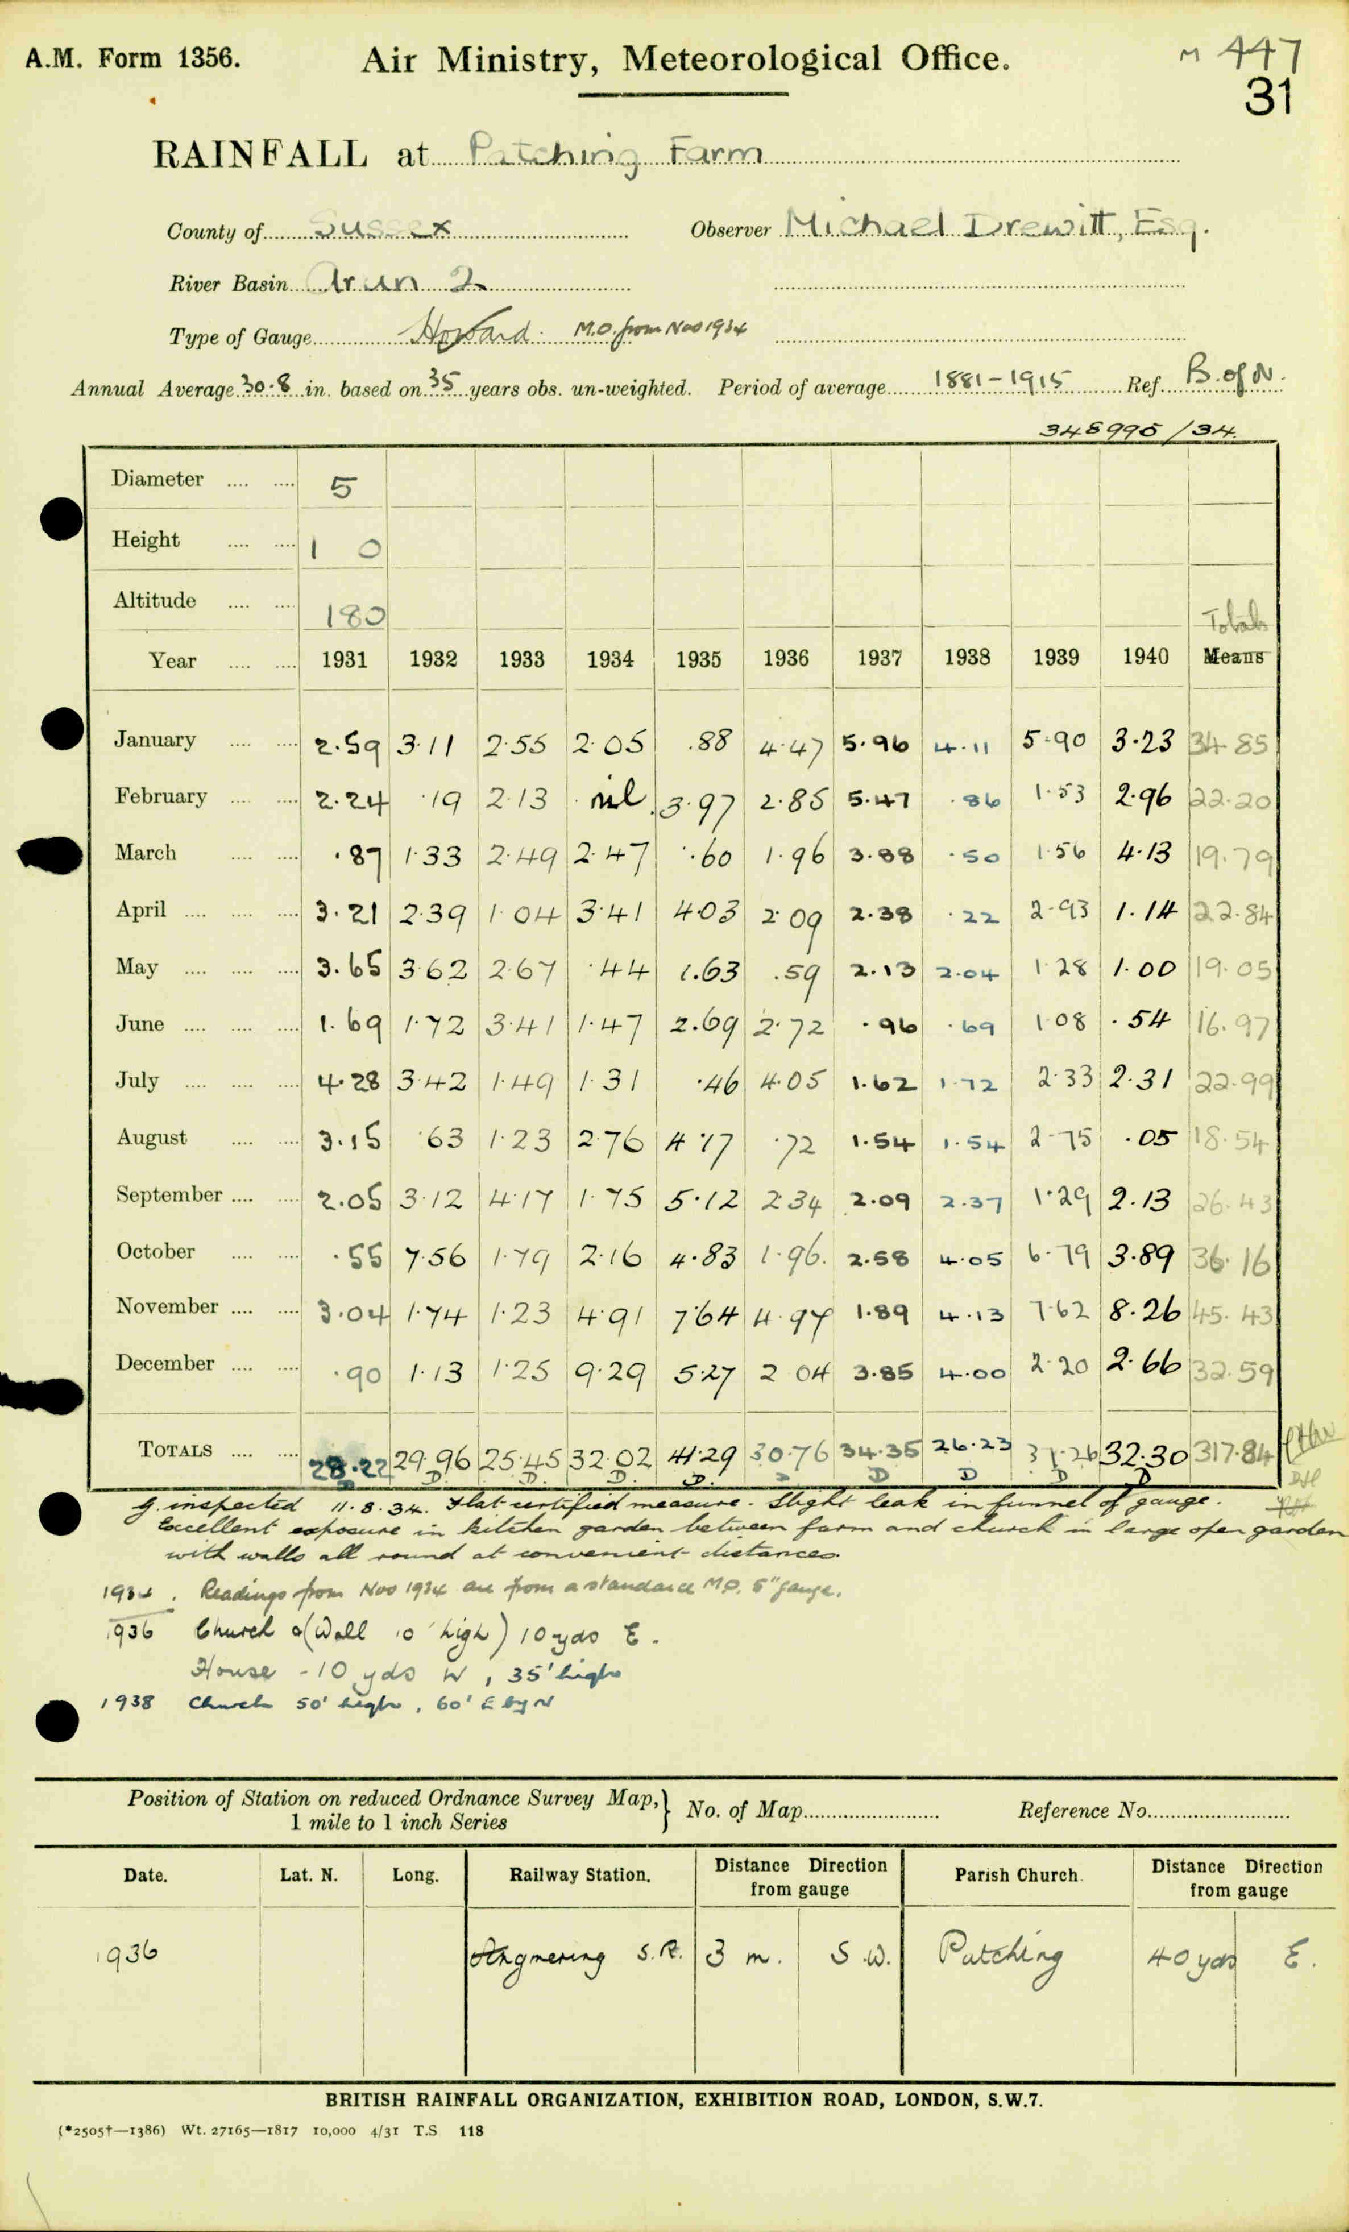 A.M. Form 1356. Air Ministry, Meteorological Office. M 447
31
RAINFALL at Patching Farm
County of Sussex Observer Michael Drewitt, Esq.
River Basin Arun 2
Type of Gauge Howard. M.O. from Nov 1934
Annual Average 30.8 in. based on 35 years obs. un-weighted. Period of average 1881-1915 Ref. B. of N.
348995/34.
Diameter 5
Height 1 0
Altitude 180
Totals
Year 1931 1932 1933 1934 1935 1936 1937 1938 1939 1940 Means
January 2.59 3.11 2.55 2.05 .88 4.47 5.96 4.11 5.90 3.23 34.85
February 2.24 .19 2.13 nil 3.97 2.85 5.47 .86 1.53 2.96 22.20
March .87 1.33 2.49 2.47 .60 1.96 3.88 .50 1.56 4.13 19.79
April 3.21 2.39 1.04 3.41 4.03 2.09 2.38 .22 2.93 1.14 22.84
May 3.65 3.62 2.67 .44 1.63 .59 2.13 2.04 1.28 1.00 19.05
June 1.69 1.72 3.41 1.47 2.69 2.72 .96 .69 1.08 .54 16.97
July 4.28 3.42 1.49 1.31 .46 4.05 1.62 1.72 2.33 2.31 22.99
August 3.15 .63 1.23 2.76 4.17 .72 1.54 1.54 2.75 .05 18.54
September 2.05 3.12 4.17 1.75 5.12 2.34 2.09 2.37 1.29 2.13 26.43
October .55 7.56 1.79 2.16 4.83 1.96. 2.58 4.05 6.79 3.89 36.16
November 3.04 1.74 1.23 4.91 7.64 4.97 1.89 4.13 7.62 8.26 45.43
December .90 1.13 1.25 9.29 5.27 2.04 3.85 4.00 2.20 2.66 32.59
TOTALS 28.22 29.96 25.45 32.02 41.29 30.76 34.35 26.23 31.26 32.30 317.84
D D. D. D. D. D D D D D
g. inspected 11.8.34. Flat certified measure. Slight leak in funnel of gauge.
Excellent exposure in kitchen garden between farm and church in large open garden
with walls all round at convenient distances
1934. Readings from Nov 1934 are from a standard M.O. 5" gauge.
1936 Church (Wall 10' high) 10 yds E.
House - 10 yds W, 35' high
1938 Church 50' high, 60' E by N
Position of Station on reduced Ordnance Survey Map, 1 mile to 1 inch Series } No. of Map Reference No.
Date. Lat. N. Long. Railway Station. Distance Direction from gauge Parish Church. Distance Direction from gauge
1936 Angmering S.R. 3 m. S.W. Patching 40 yds E.
BRITISH RAINFALL ORGANIZATION, EXHIBITION ROAD, LONDON, S.W.7.
(*2505†—1386) Wt. 27165—1817 10,000 4/31 T.S 118